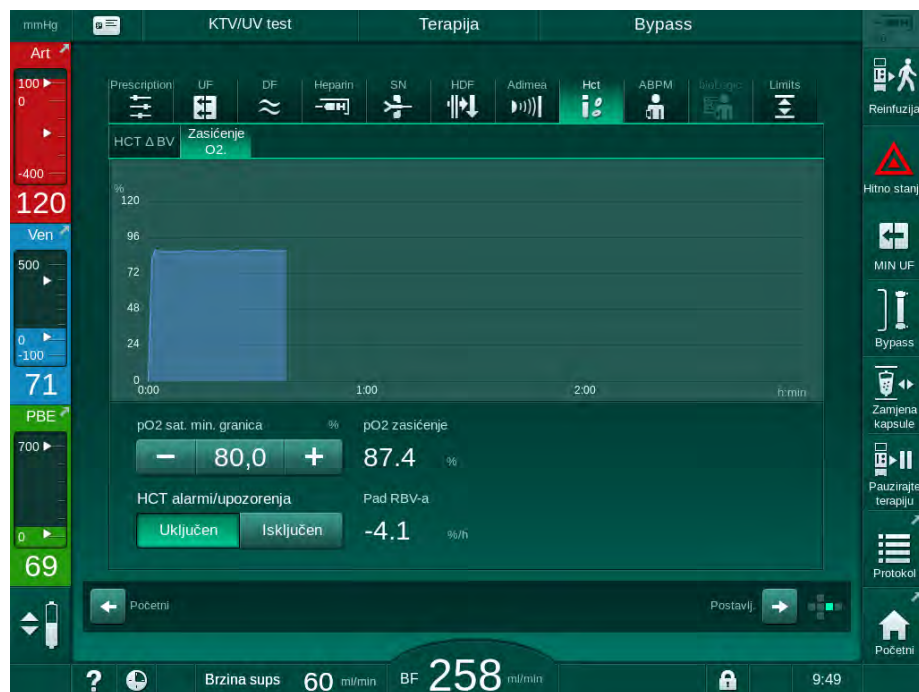 mmHg
KTV/UV test
Terapija
Bypass
Art
100
0
-400
120
Ven
500
0
-100
71
PBE
700
0
69
Prescription
UF
DF
Heparin
SN
HDF
Adimea
Hct
ABPM
bioLogic
Limits
HCT Δ BV
Zasićenje
O2.
%
120
96
72
48
24
0
0:00
1:00
2:00
h:min
pO2 sat. min. granica %
80,0
pO2 zasićenje
87.4 %
HCT alarmi/upozorenja
Uključen
Isključen
Pad RBV-a
-4.1 %/h
Početni
Postavlj.
Reinfuzija
Hitno stanj
MIN UF
Bypass
Zamjena
kapsule
Pauzirajte
terapiju
Protokol
Početni
?
Brzina sups 60 ml/min
BF 258 ml/min
9:49